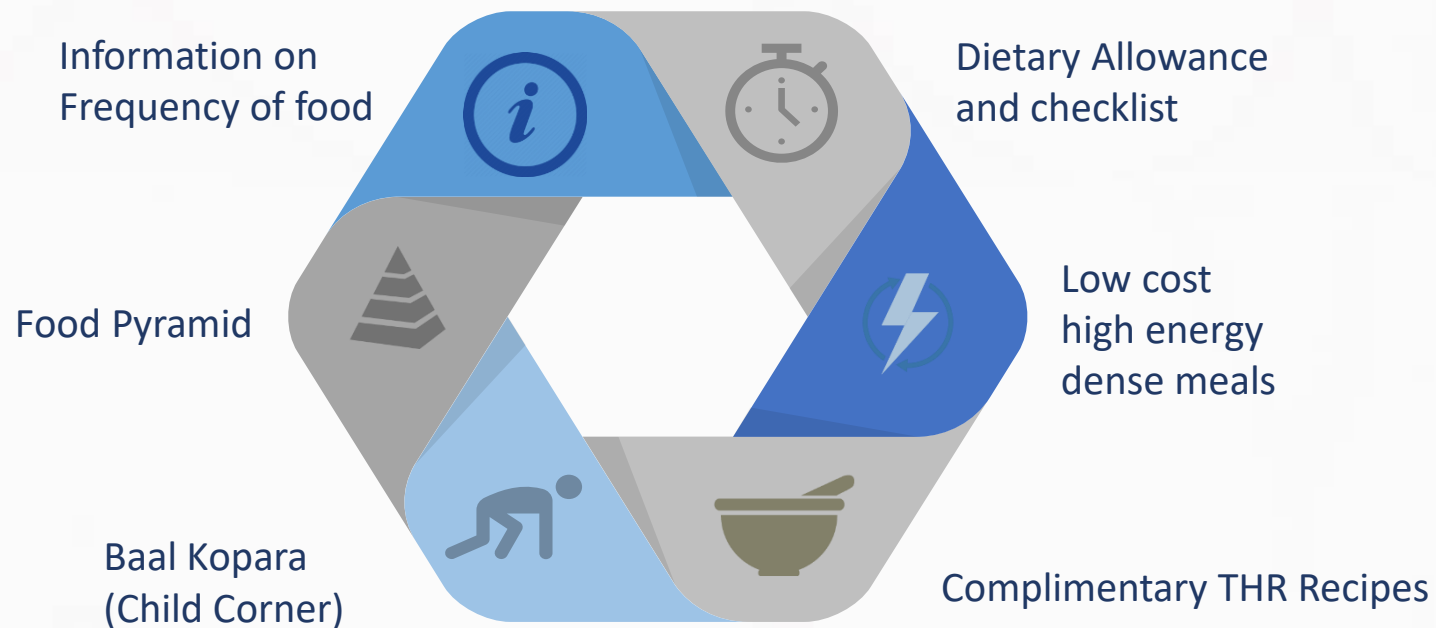 Information on
Frequency of food
Dietary Allowance
and checklist
Food Pyramid
Low cost
high energy
dense meals
Baal Kopara
(Child Corner)
Complimentary THR Recipes